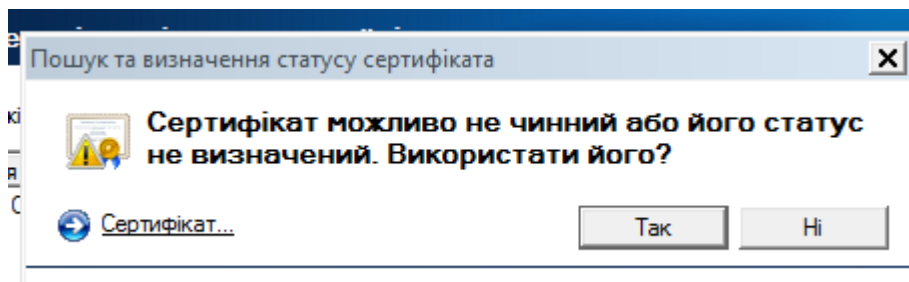 Пошук та визначення статусу сертифіката
Сертифікат можливо не чинний або його статус
не визначений. Використати його?
Сертифікат...
Так
Ні